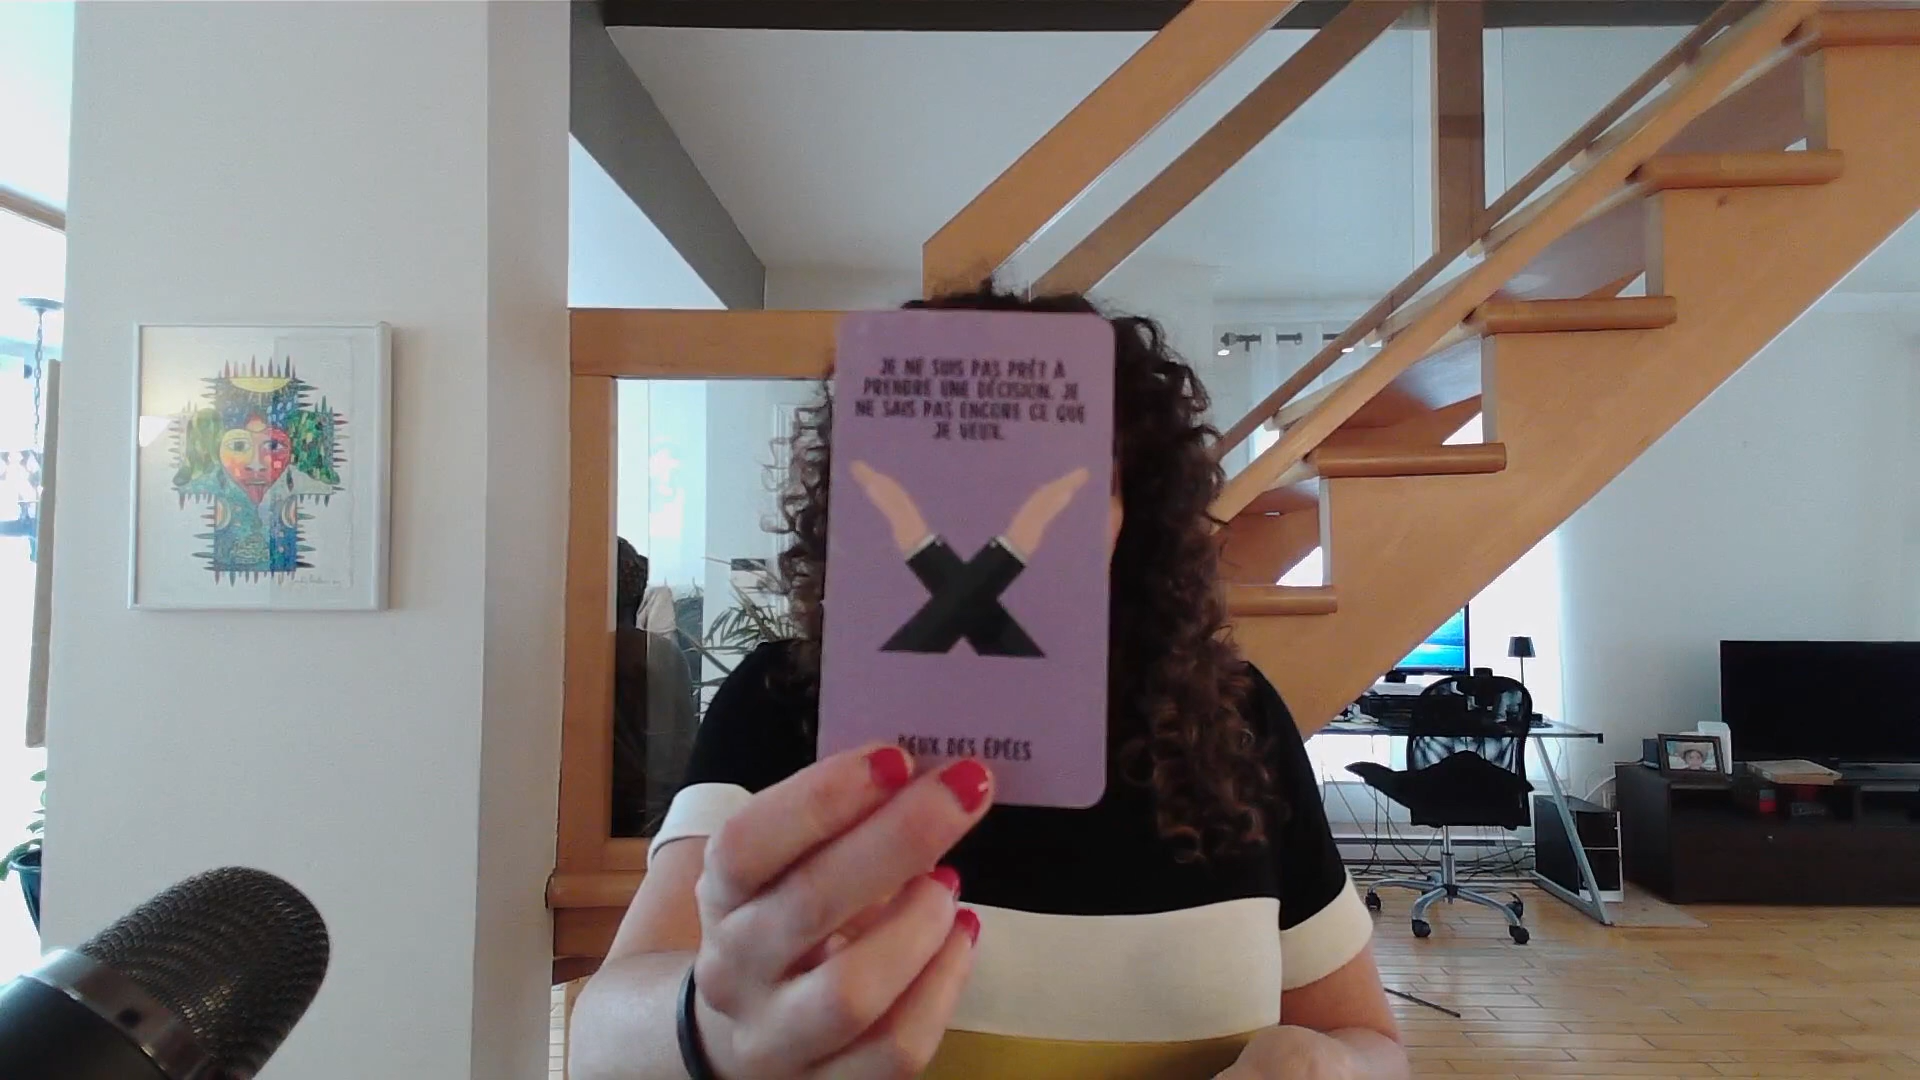 JE NE SUIS PAS PRÊT À
PRENDRE UNE DÉCISION. JE
NE SAIS PAS ENCORE CE QUE
JE VEUX.
DEUX DES ÉPÉES